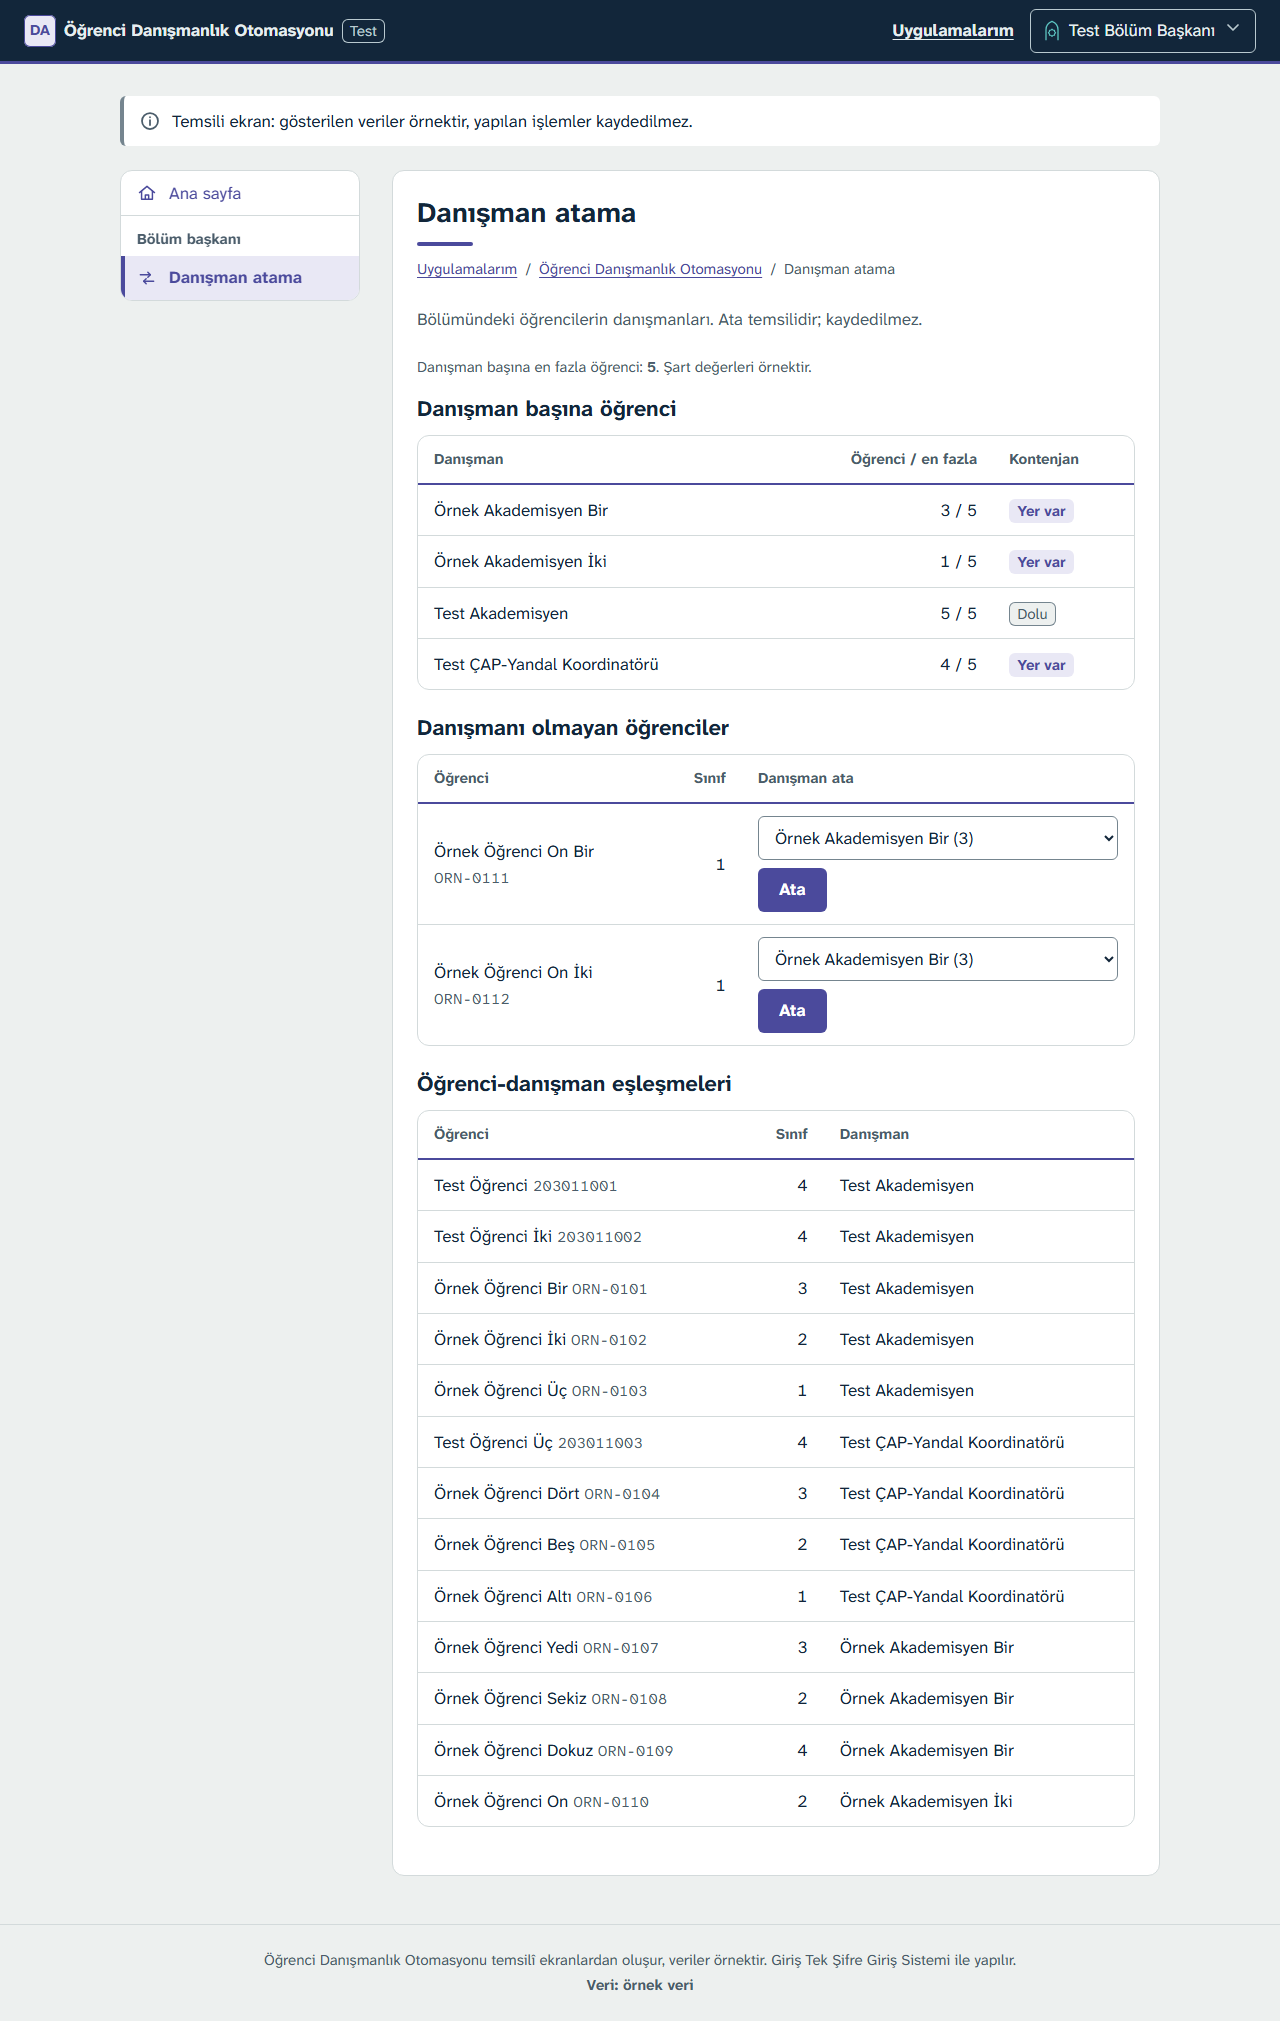 DA Öğrenci Danışmanlık Otomasyonu Test
Uygulamalarım Test Bölüm Başkanı
Temsili ekran: gösterilen veriler örnektir, yapılan işlemler kaydedilmez.
Ana sayfa
Bölüm başkanı
Danışman atama
Danışman atama
Uygulamalarım / Öğrenci Danışmanlık Otomasyonu / Danışman atama
Bölümündeki öğrencilerin danışmanları. Ata temsilidir; kaydedilmez.
Danışman başına en fazla öğrenci: 5. Şart değerleri örnektir.
Danışman başına öğrenci
Danışman Öğrenci / en fazla Kontenjan
Örnek Akademisyen Bir 3 / 5 Yer var
Örnek Akademisyen İki 1 / 5 Yer var
Test Akademisyen 5 / 5 Dolu
Test ÇAP-Yandal Koordinatörü 4 / 5 Yer var
Danışmanı olmayan öğrenciler
Öğrenci Sınıf Danışman ata
Örnek Öğrenci On Bir
ORN-0111
1
Örnek Akademisyen Bir (3)
Ata
Örnek Öğrenci On İki
ORN-0112
1
Örnek Akademisyen Bir (3)
Ata
Öğrenci-danışman eşleşmeleri
Öğrenci Sınıf Danışman
Test Öğrenci 203011001 4 Test Akademisyen
Test Öğrenci İki 203011002 4 Test Akademisyen
Örnek Öğrenci Bir ORN-0101 3 Test Akademisyen
Örnek Öğrenci İki ORN-0102 2 Test Akademisyen
Örnek Öğrenci Üç ORN-0103 1 Test Akademisyen
Test Öğrenci Üç 203011003 4 Test ÇAP-Yandal Koordinatörü
Örnek Öğrenci Dört ORN-0104 3 Test ÇAP-Yandal Koordinatörü
Örnek Öğrenci Beş ORN-0105 2 Test ÇAP-Yandal Koordinatörü
Örnek Öğrenci Altı ORN-0106 1 Test ÇAP-Yandal Koordinatörü
Örnek Öğrenci Yedi ORN-0107 3 Örnek Akademisyen Bir
Örnek Öğrenci Sekiz ORN-0108 2 Örnek Akademisyen Bir
Örnek Öğrenci Dokuz ORN-0109 4 Örnek Akademisyen Bir
Örnek Öğrenci On ORN-0110 2 Örnek Akademisyen İki
Öğrenci Danışmanlık Otomasyonu temsilî ekranlardan oluşur, veriler örnektir. Giriş Tek Şifre Giriş Sistemi ile yapılır.
Veri: örnek veri